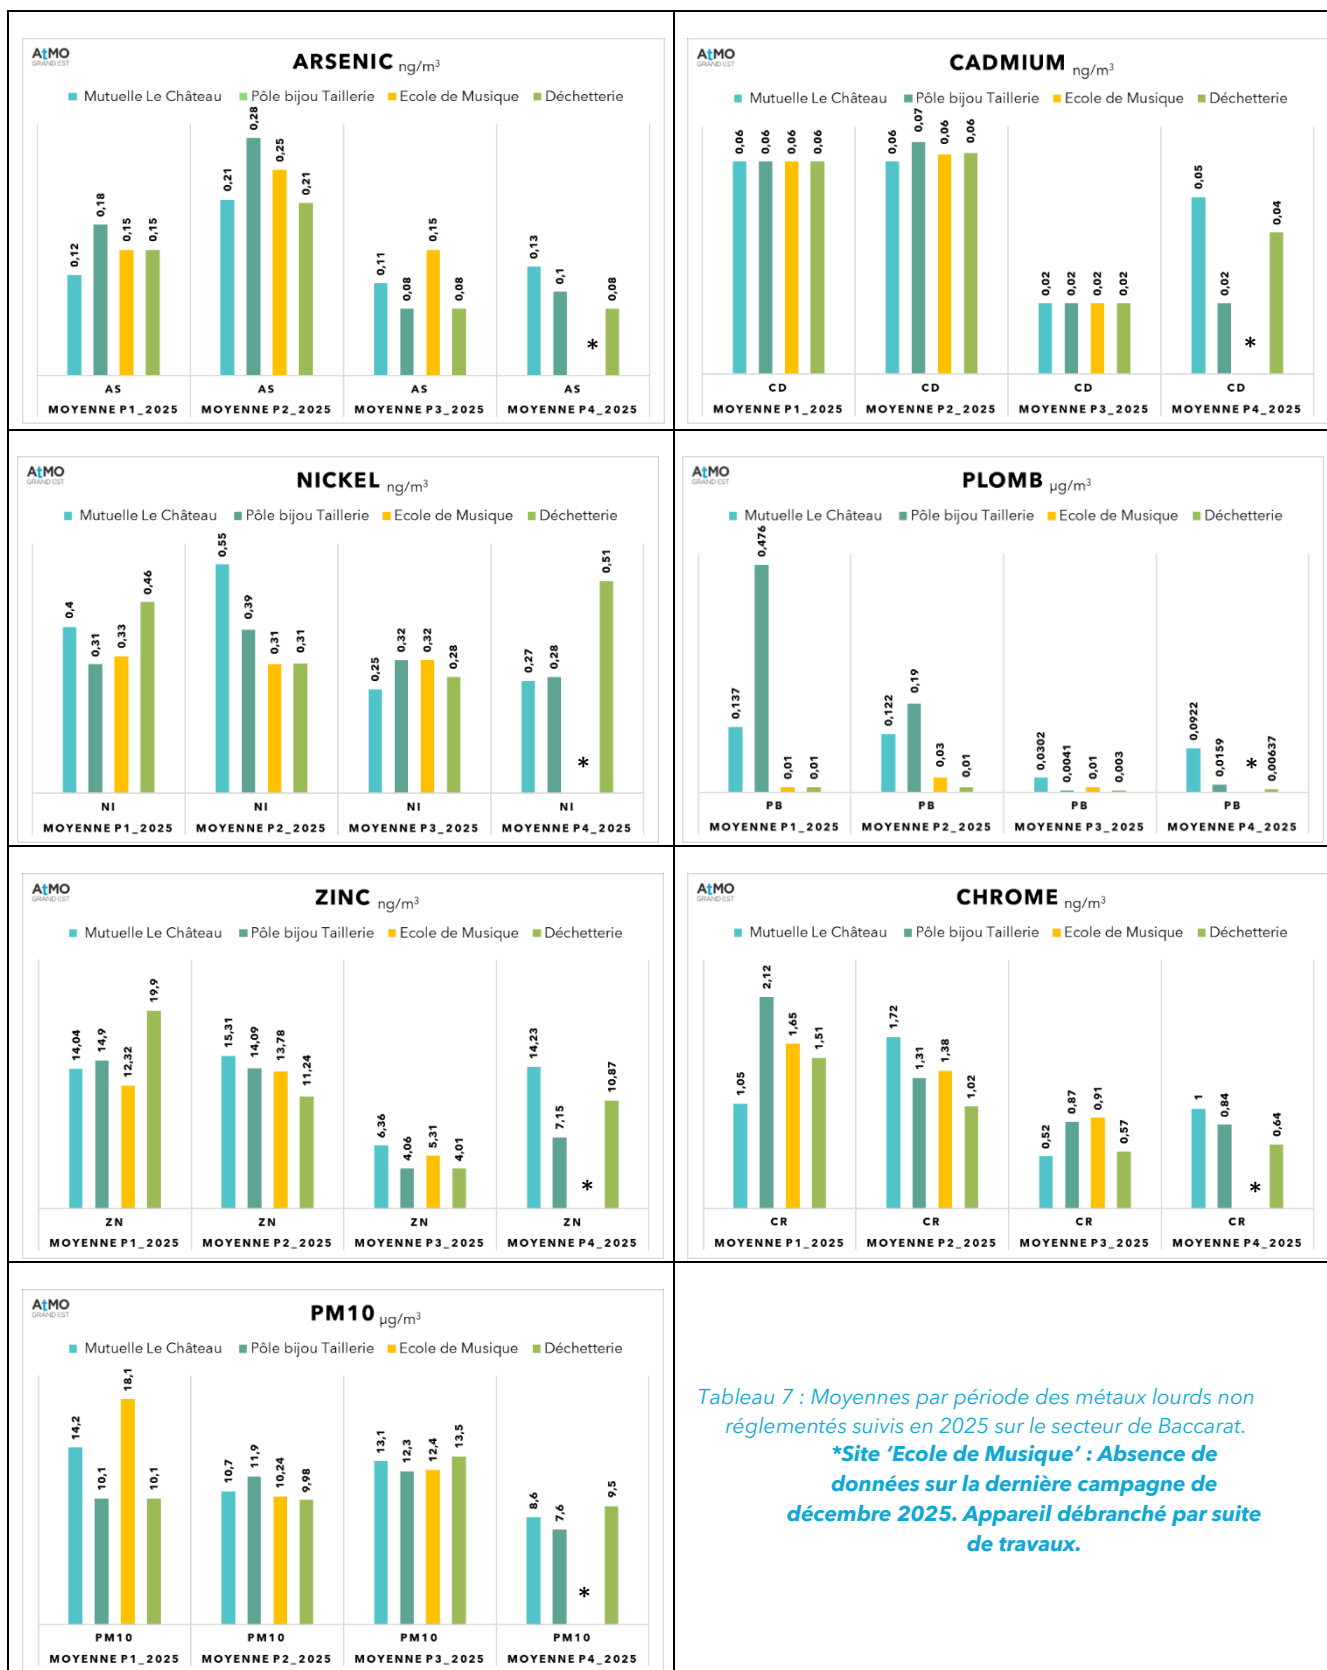 AtMO
GRAND EST
ARSENIC ng/m³
Mutuelle Le Château Pôle bijou Taillerie Ecole de Musique Déchetterie
0,12 0,18 0,15 0,15 0,21 0,28 0,25 0,21 0,11 0,08 0,15 0,08 0,13 0,1 * 0,08
AS AS AS AS
MOYENNE P1_2025 MOYENNE P2_2025 MOYENNE P3_2025 MOYENNE P4_2025
AtMO
GRAND EST
CADMIUM ng/m³
Mutuelle Le Château Pôle bijou Taillerie Ecole de Musique Déchetterie
0,06 0,06 0,06 0,06 0,06 0,07 0,06 0,06 0,02 0,02 0,02 0,02 0,05 0,02 * 0,04
CD CD CD CD
MOYENNE P1_2025 MOYENNE P2_2025 MOYENNE P3_2025 MOYENNE P4_2025
AtMO
GRAND EST
NICKEL ng/m³
Mutuelle Le Château Pôle bijou Taillerie Ecole de Musique Déchetterie
0,4 0,31 0,33 0,46 0,55 0,39 0,31 0,31 0,25 0,32 0,32 0,28 0,27 0,28 * 0,51
NI NI NI NI
MOYENNE P1_2025 MOYENNE P2_2025 MOYENNE P3_2025 MOYENNE P4_2025
AtMO
GRAND EST
PLOMB µg/m³
Mutuelle Le Château Pôle bijou Taillerie Ecole de Musique Déchetterie
0,137 0,476 0,01 0,01 0,122 0,19 0,03 0,01 0,0302 0,0041 0,01 0,003 0,0922 0,0159 * 0,00637
PB PB PB PB
MOYENNE P1_2025 MOYENNE P2_2025 MOYENNE P3_2025 MOYENNE P4_2025
AtMO
GRAND EST
ZINC ng/m³
Mutuelle Le Château Pôle bijou Taillerie Ecole de Musique Déchetterie
14,04 14,9 12,32 19,9 15,31 14,09 13,78 11,24 6,36 4,06 5,31 4,01 14,23 7,15 * 10,87
ZN ZN ZN ZN
MOYENNE P1_2025 MOYENNE P2_2025 MOYENNE P3_2025 MOYENNE P4_2025
AtMO
GRAND EST
CHROME ng/m³
Mutuelle Le Château Pôle bijou Taillerie Ecole de Musique Déchetterie
1,05 2,12 1,65 1,51 1,72 1,31 1,38 1,02 0,52 0,87 0,91 0,57 1 0,84 * 0,64
CR CR CR CR
MOYENNE P1_2025 MOYENNE P2_2025 MOYENNE P3_2025 MOYENNE P4_2025
AtMO
GRAND EST
PM10 µg/m³
Mutuelle Le Château Pôle bijou Taillerie Ecole de Musique Déchetterie
14,2 10,1 18,1 10,1 10,7 11,9 10,24 9,98 13,1 12,3 12,4 13,5 8,6 7,6 * 9,5
PM10 PM10 PM10 PM10
MOYENNE P1_2025 MOYENNE P2_2025 MOYENNE P3_2025 MOYENNE P4_2025
Tableau 7 : Moyennes par période des métaux lourds non
réglementés suivis en 2025 sur le secteur de Baccarat.
*Site ‘Ecole de Musique’ : Absence de
données sur la dernière campagne de
décembre 2025. Appareil débranché par suite
de travaux.